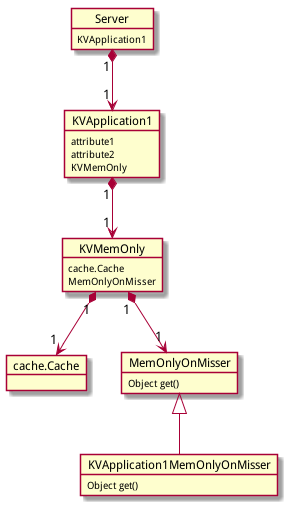 Server
KVApplication1
1
1
KVApplication1
attribute1
attribute2
KVMemOnly
1
1
KVMemOnly
cache.Cache
MemOnlyOnMisser
1
1
1
1
cache.Cache
MemOnlyOnMisser
Object get()
KVApplication1MemOnlyOnMisser
Object get()